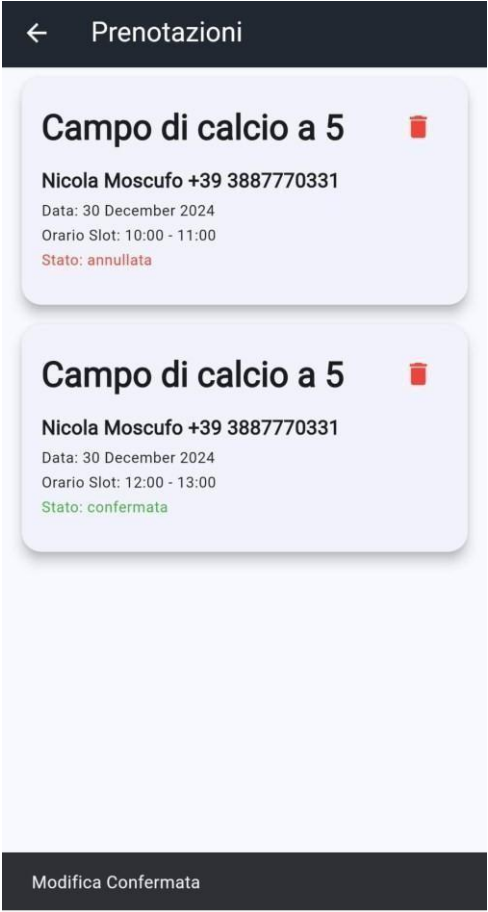 Prenotazioni
Campo di calcio a 5
Nicola Moscufo +39 3887770331
Data: 30 December 2024
Orario Slot: 10:00 - 11:00
Stato: annullata
Campo di calcio a 5
Nicola Moscufo +39 3887770331
Data: 30 December 2024
Orario Slot: 12:00 - 13:00
Stato: confermata
Modifica Confermata